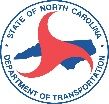 STATE OF NORTH CAROLINA
DEPARTMENT OF TRANSPORTATION